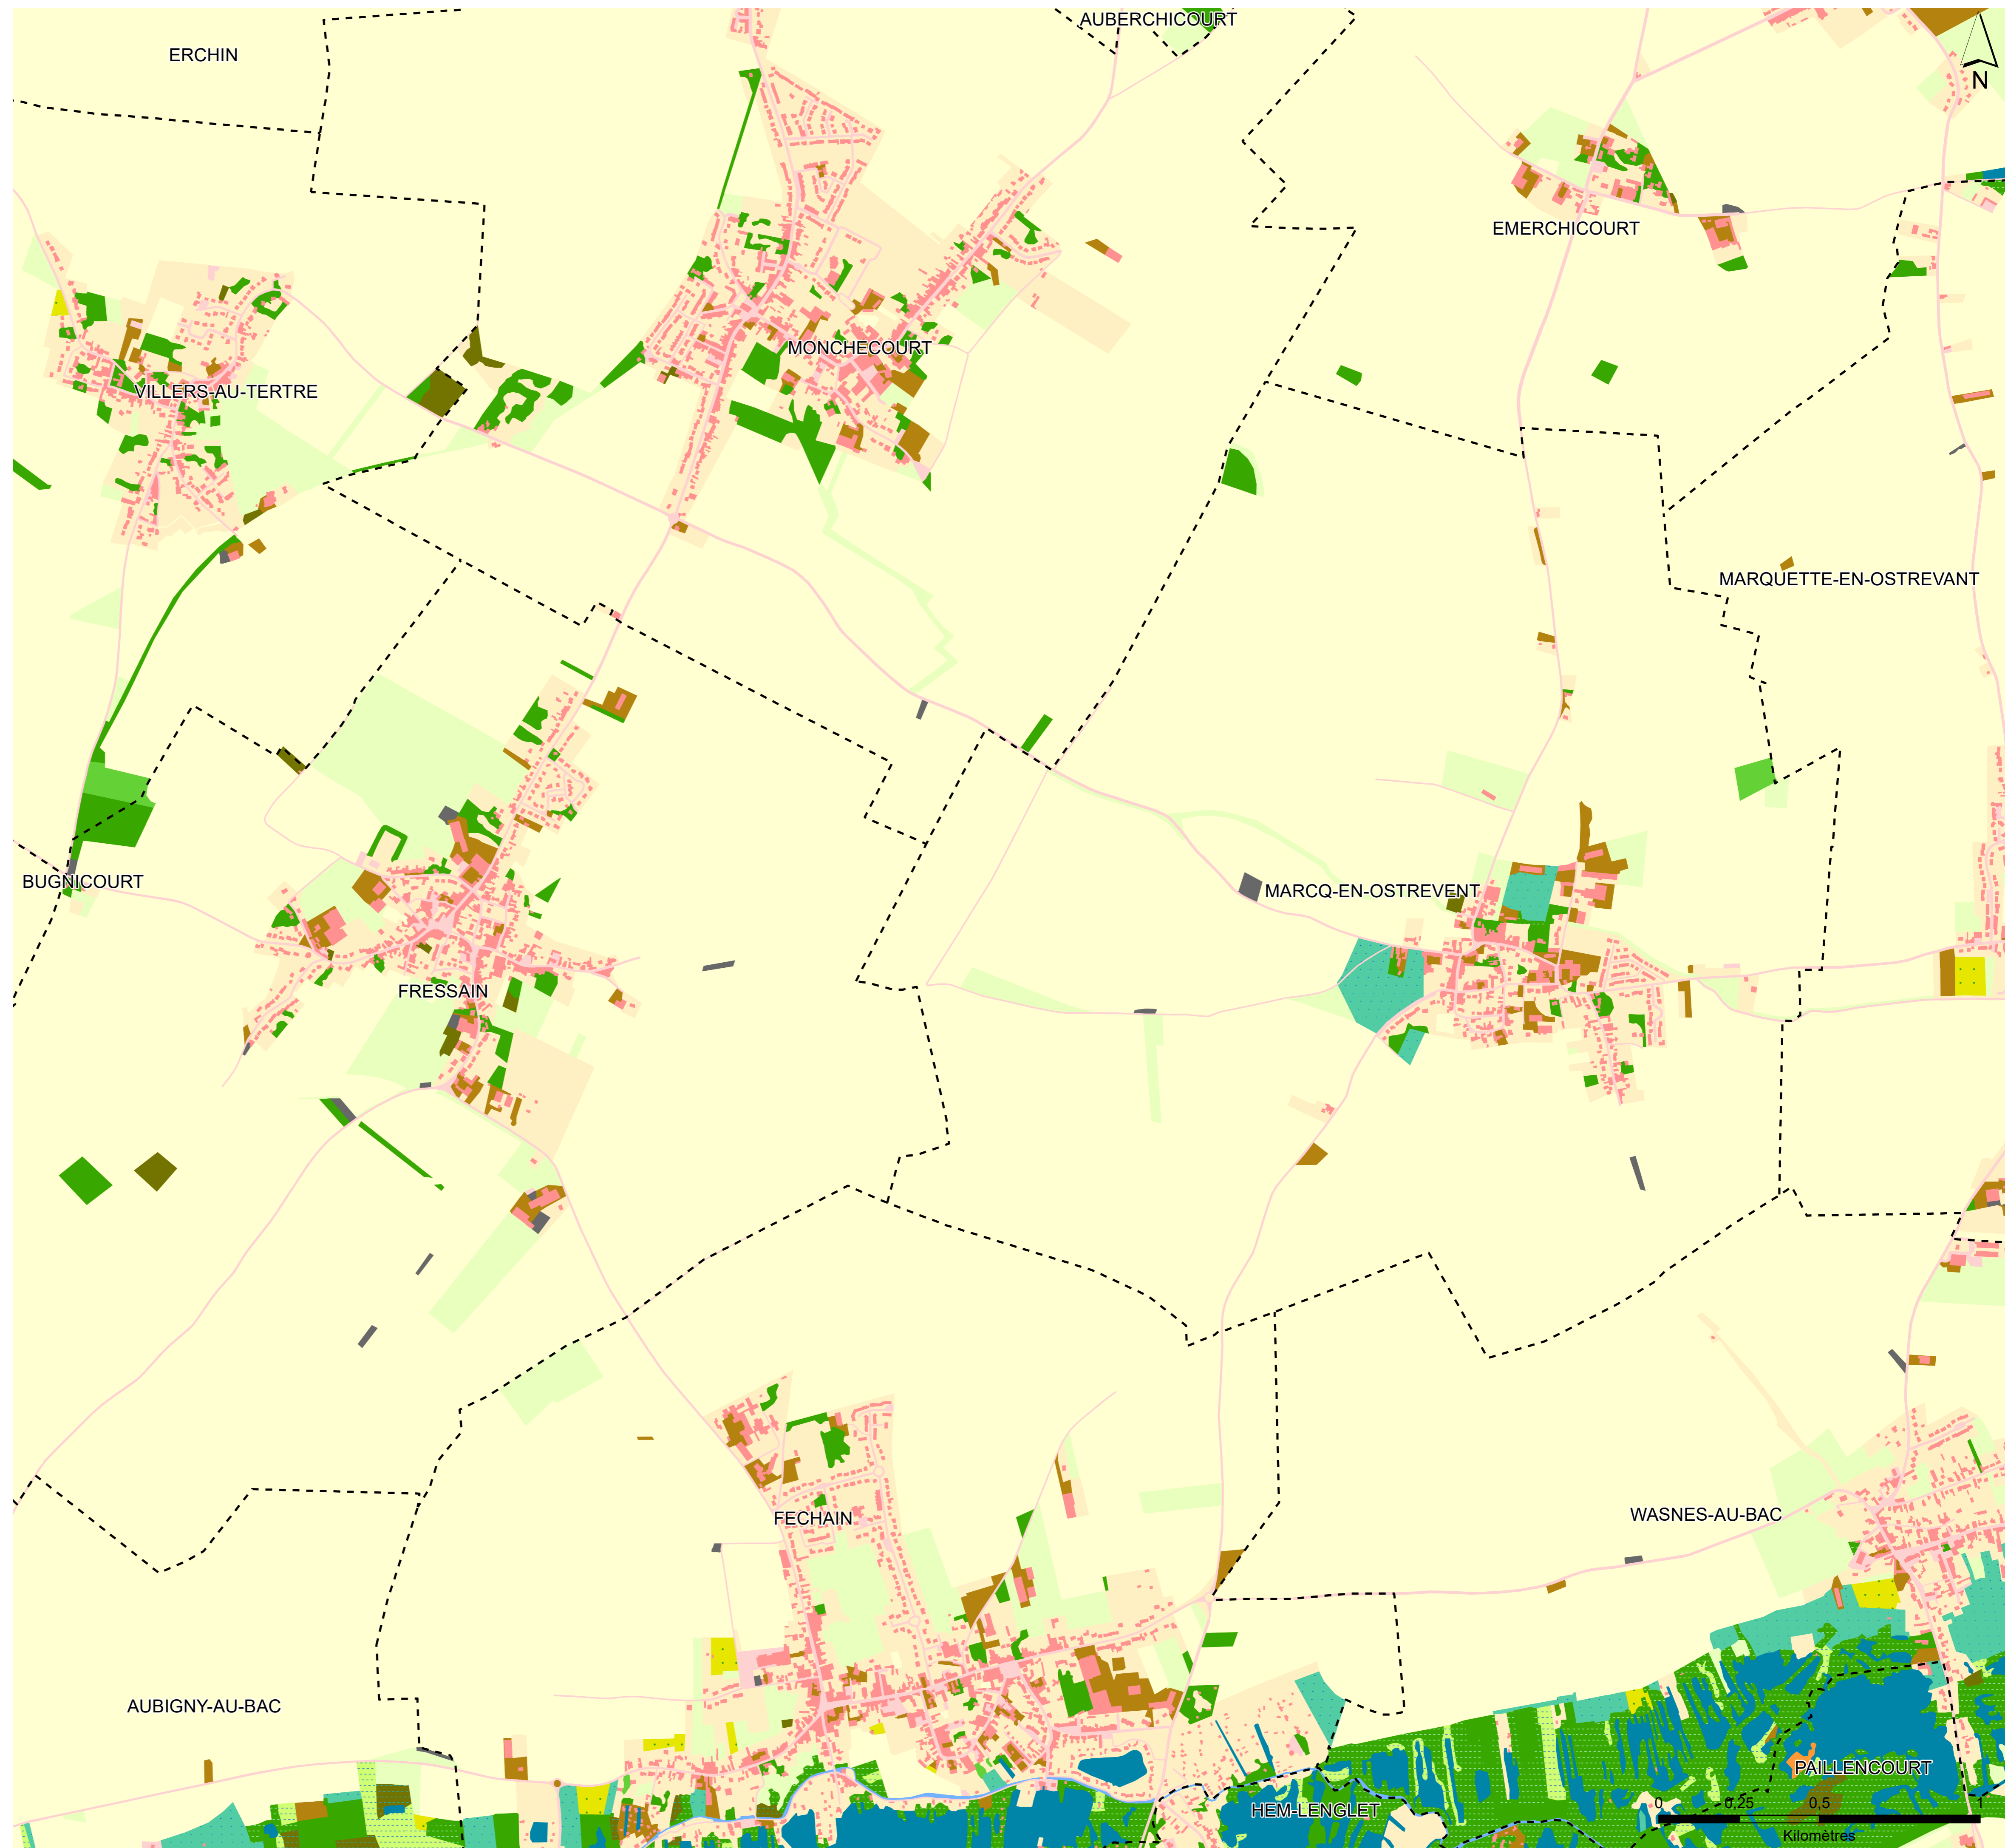 AUBERCHICOURT
ERCHIN
N
EMERCHICOURT
MONCHECOURT
VILLERS-AU-TERTRE
MARQUETTE-EN-OSTREVANT
BUGNICOURT
MARCQ-EN-OSTREVENT
FRESSAIN
WASNES-AU-BAC
FECHAIN
AUBIGNY-AU-BAC
PAILLENCOURT
HEM-LENGLET
0 0,25 0,5 1
Kilomètres